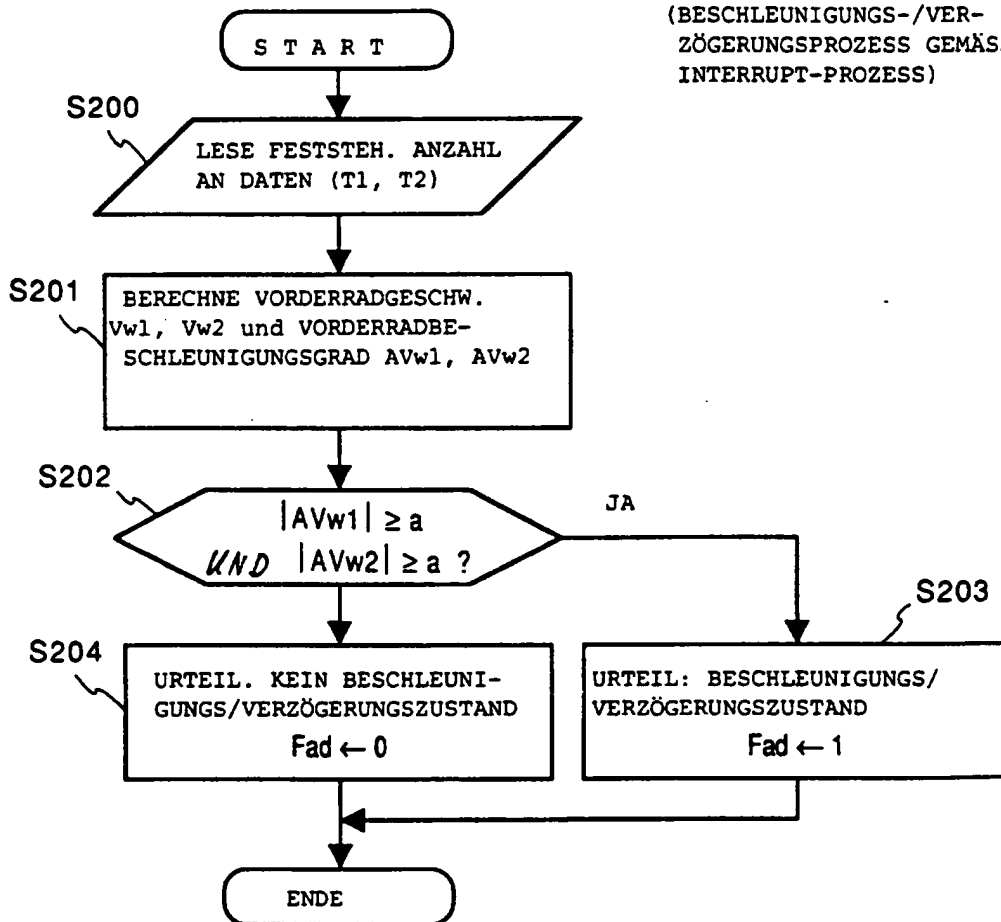 (BESCHLEUNIGUNGS-/VER-
ZÖGERUNGSPROZESS GEMÄS
INTERRUPT-PROZESS)
START
S200
LESE FESTSTEH. ANZAHL
AN DATEN (T1, T2)
S201
BERECHNE VORDERRADGESCHW.
Vw1, Vw2 und VORDERRADBE-
SCHLEUNIGUNGSGRAD AVw1, AVw2
S202
|AVw1| ≥ a
UND |AVw2| ≥ a ?
JA
S203
URTEIL: BESCHLEUNIGUNGS/
VERZÖGERUNGSZUSTAND
Fad ← 1
S204
URTEIL. KEIN BESCHLEUNI-
GUNGS/VERZÖGERUNGSZUSTAND
Fad ← 0
ENDE